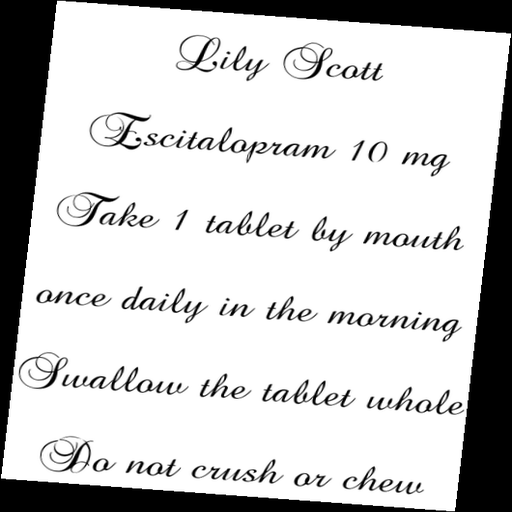 Lily Scott
Escitalopram 10 mg
Take 1 tablet by mouth
once daily in the morning
Swallow the tablet whole
Do not crush or chew